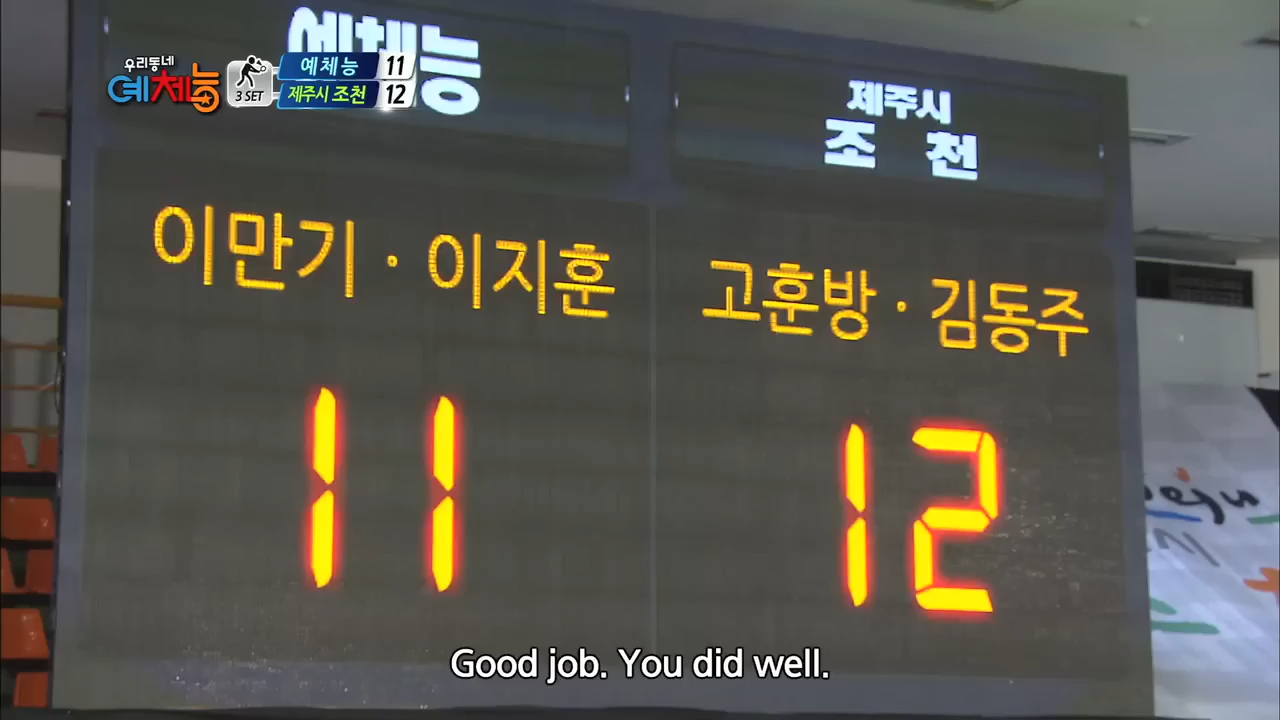 우리동네
예체능
3 SET
예체능 11
제주시 조천 12
예체능
제주시
조 천
이만기 · 이지훈
고훈방 · 김동주
11
12
Jeju
Good job. You did well.